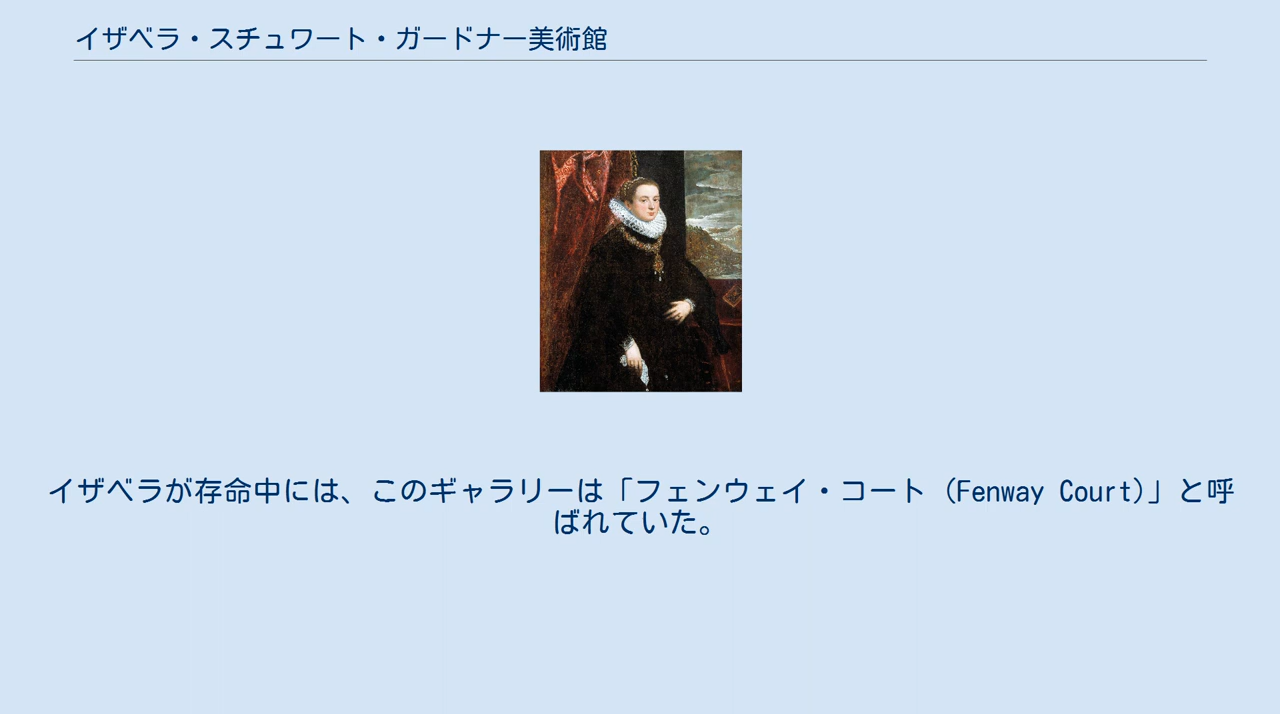 イザベラ・スチュワート・ガードナー美術館
イザベラが存命中には、このギャラリーは「フェンウェイ・コート (Fenway Court)」と呼
ばれていた。